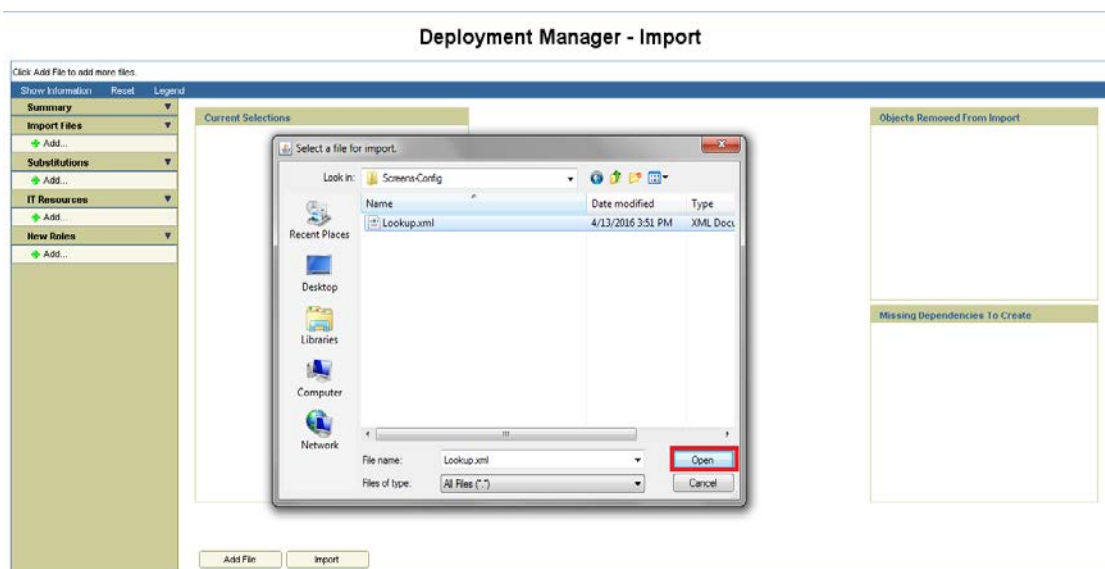 Deployment Manager - Import
Click Add File to add more files.
Show Information Reset Legend
Summary
Import Files
Add...
Substitutions
Add...
IT Resources
Add...
New Roles
Add...
Current Selections
Objects Removed From Import
Missing Dependencies To Create
Select a file for import.
Look in: Screens-Config
Name Date modified Type
Lookup.xml 4/13/2016 3:51 PM XML Docu
Recent Places
Desktop
Libraries
Computer
Network
File name: Lookup.xml Open
Files of type: All Files (*.*) Cancel
Add File Import